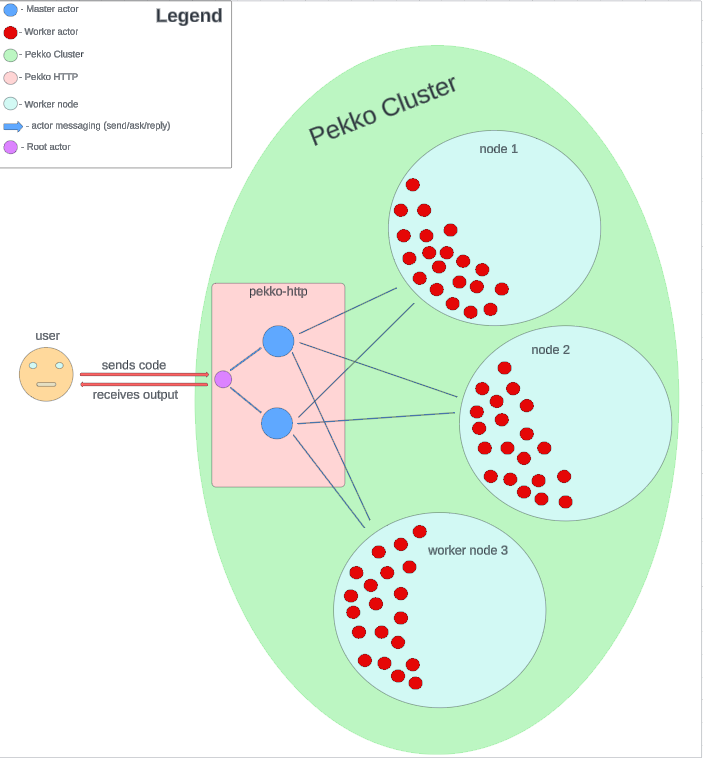 Legend
- Master actor
- Worker actor
- Pekko Cluster
- Pekko HTTP
- Worker node
- actor messaging (send/ask/reply)
- Root actor
Pekko Cluster
node 1
pekko-http
user
sends code
receives output
node 2
worker node 3